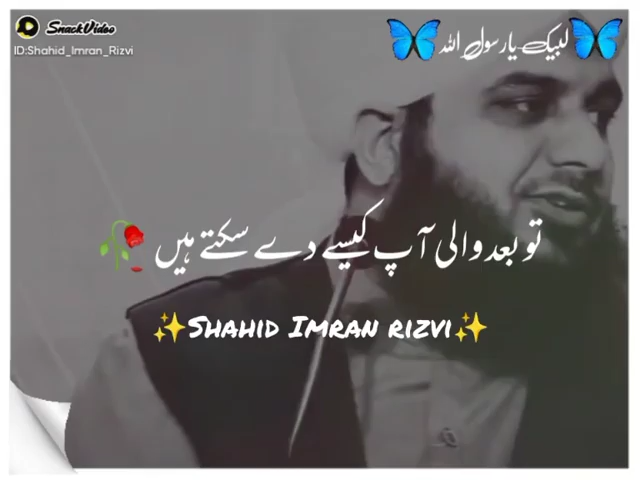 SnackVideo
ID:Shahid_Imran_Rizvi
لبیک یارسول اللہ
تو بعد والی آپ کیسے دے سکتے ہیں
SHAHID IMRAN RIZVI